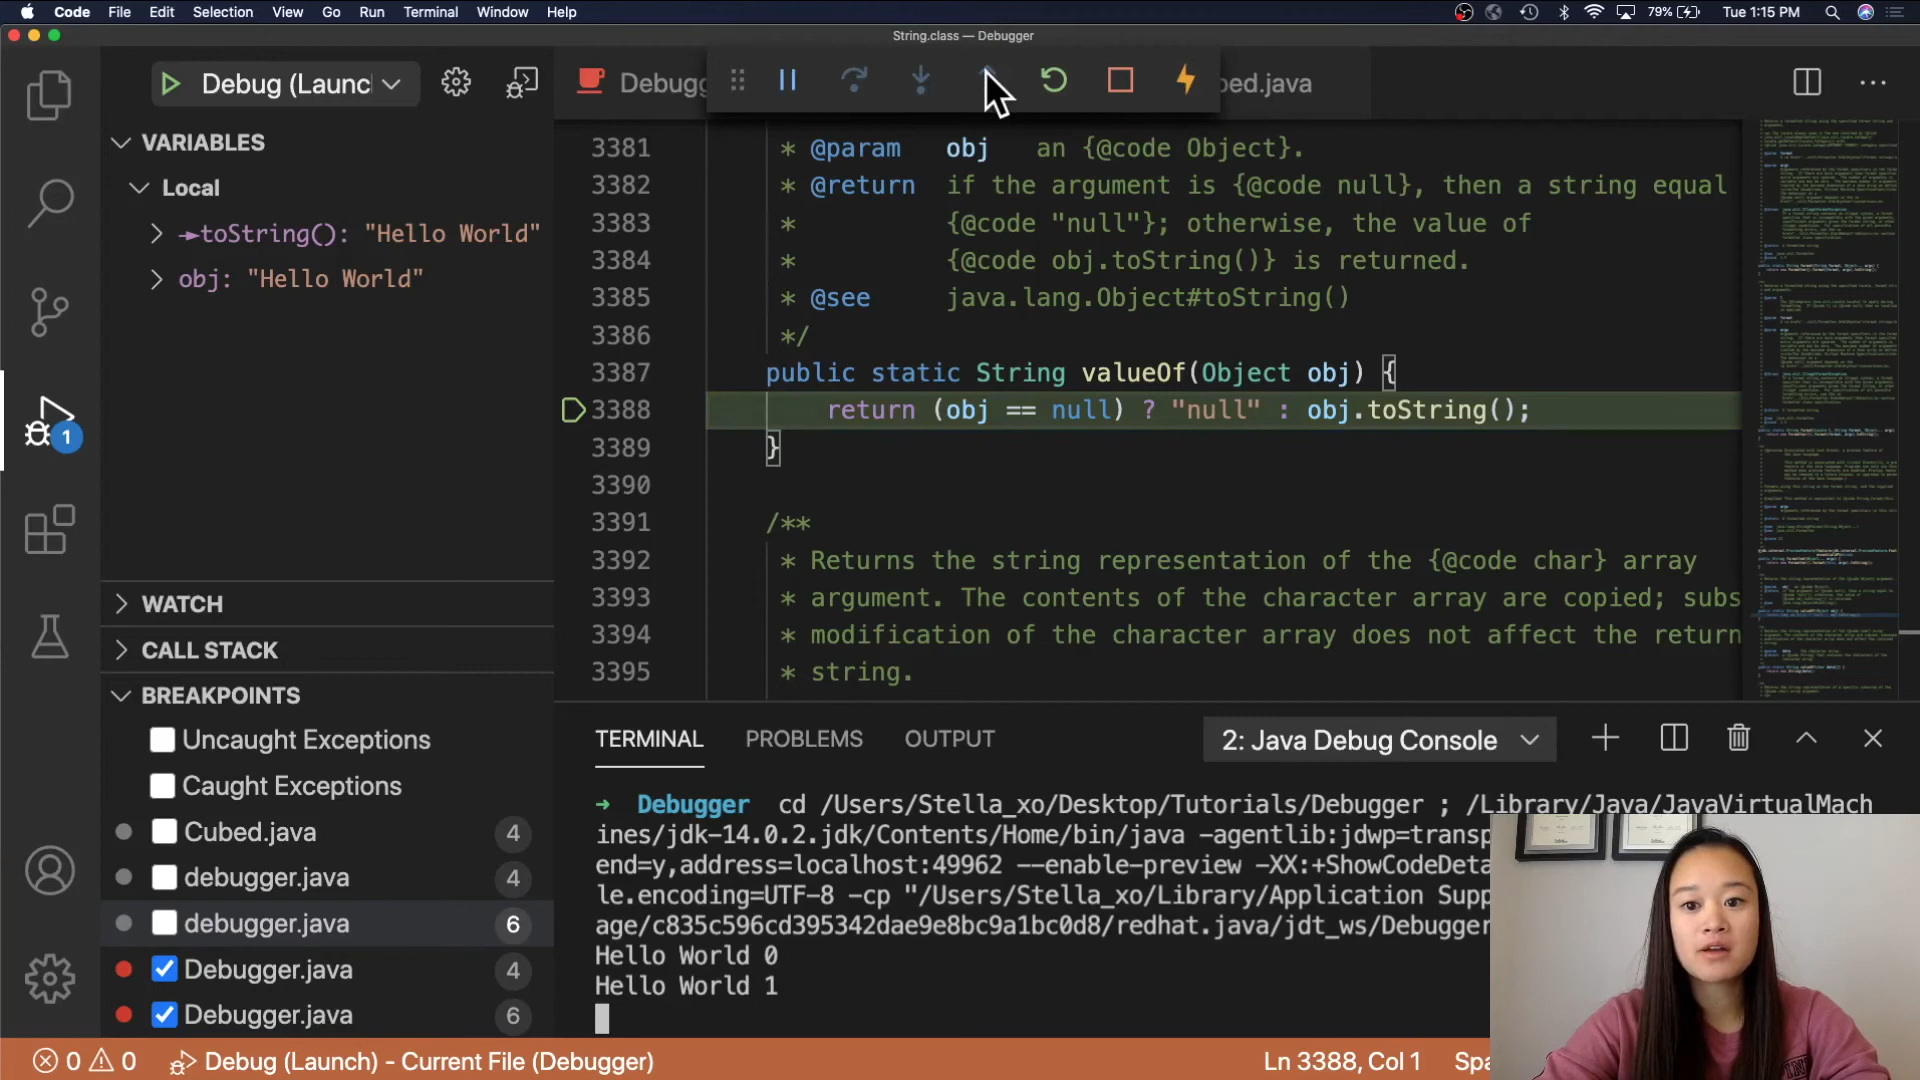 Code File Edit Selection View Go Run Terminal Window Help 79% Tue 1:15 PM
String.class — Debugger
Debug (Launc
Debugg
bed.java
VARIABLES
Local
toString(): "Hello World"
obj: "Hello World"
WATCH
CALL STACK
BREAKPOINTS
Uncaught Exceptions
Caught Exceptions
Cubed.java 4
debugger.java 4
debugger.java 6
Debugger.java 4
Debugger.java 6
1
3381 * @param obj an {@code Object}.
3382 * @return if the argument is {@code null}, then a string equal
3383 * {@code "null"}; otherwise, the value of
3384 * {@code obj.toString()} is returned.
3385 * @see java.lang.Object#toString()
3386 */
3387 public static String valueOf(Object obj) {
3388 return (obj == null) ? "null" : obj.toString();
3389 }
3390
3391 /**
3392 * Returns the string representation of the {@code char} array
3393 * argument. The contents of the character array are copied; subs
3394 * modification of the character array does not affect the return
3395 * string.
TERMINAL PROBLEMS OUTPUT 2: Java Debug Console
→ Debugger cd /Users/Stella_xo/Desktop/Tutorials/Debugger ; /Library/Java/JavaVirtualMach
ines/jdk-14.0.2.jdk/Contents/Home/bin/java -agentlib:jdwp=transp
end=y,address=localhost:49962 --enable-preview -XX:+ShowCodeDeta
le.encoding=UTF-8 -cp "/Users/Stella_xo/Library/Application Supp
age/c835c596cd395342dae9e8bc9a1bc0d8/redhat.java/jdt_ws/Debugger
Hello World 0
Hello World 1
0 0 Debug (Launch) - Current File (Debugger) Ln 3388, Col 1 Spa